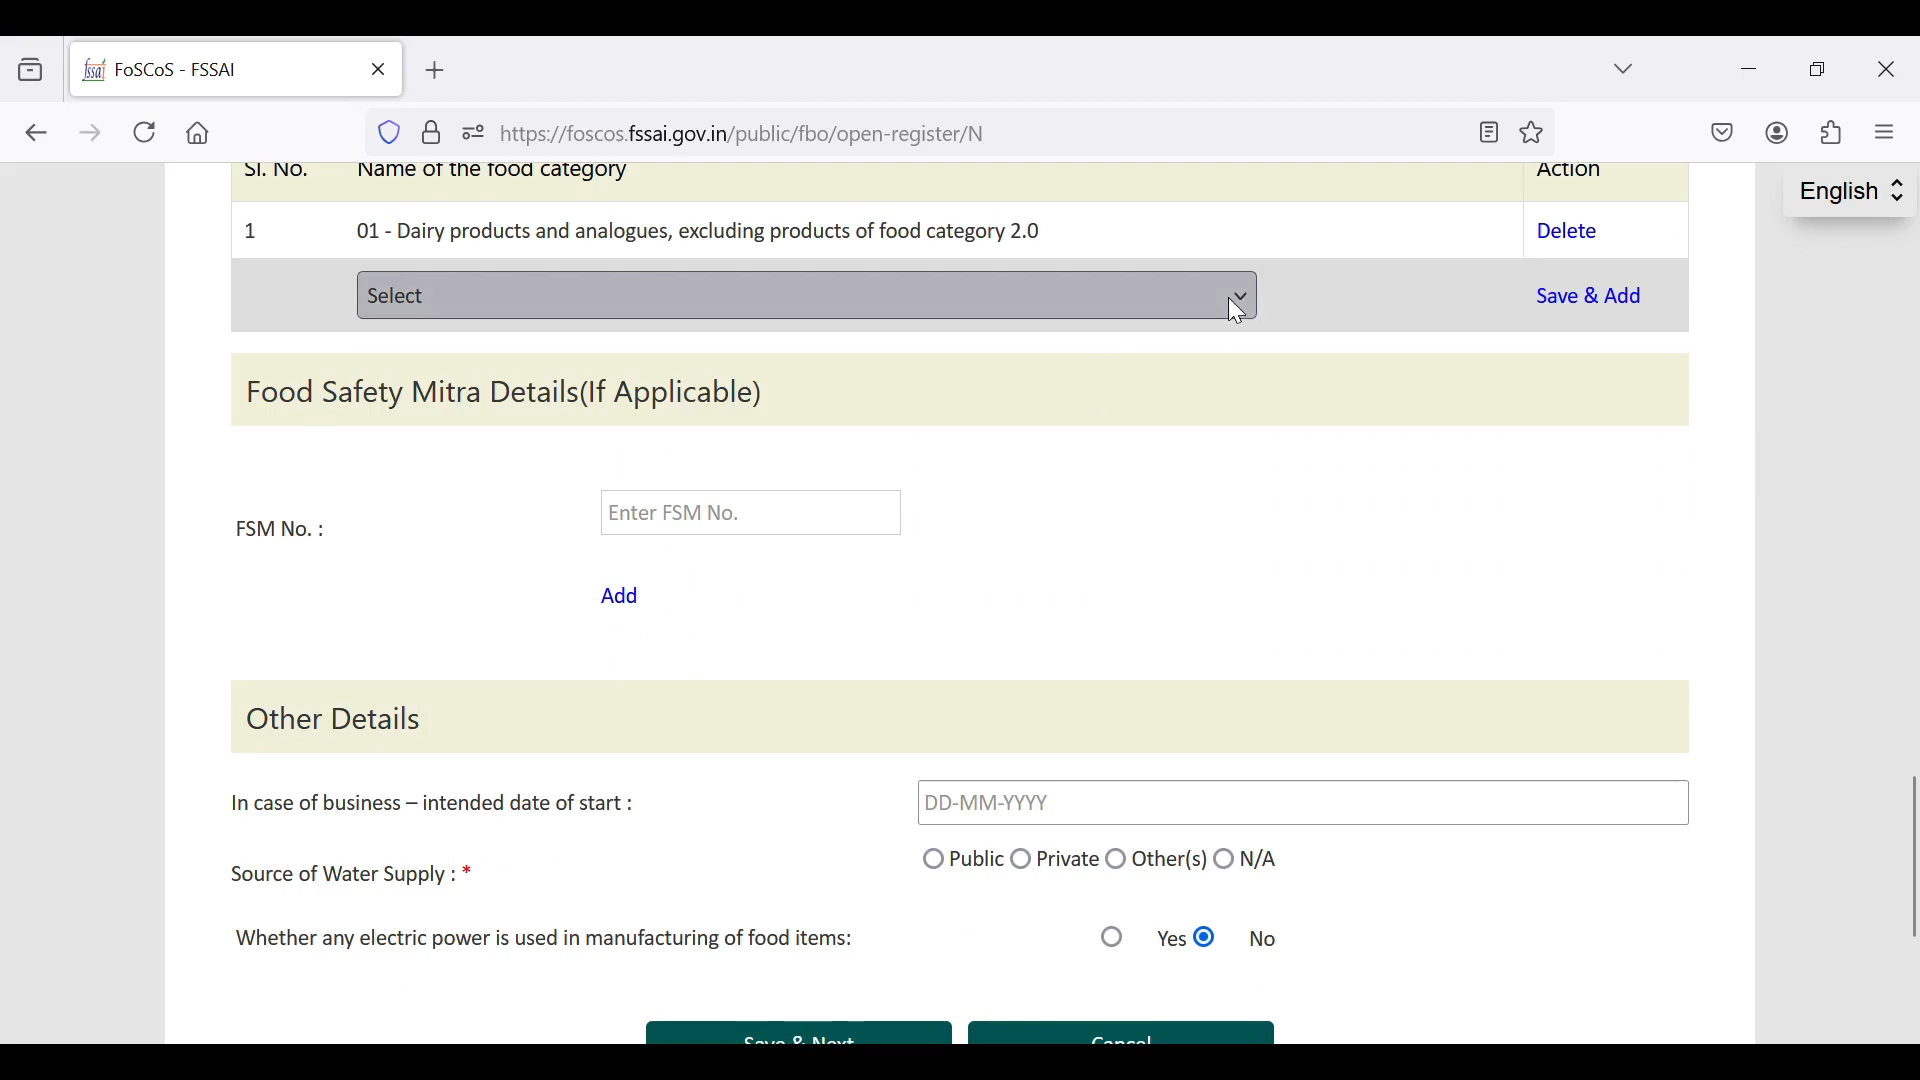 fssai FoSCoS - FSSAI
https://foscos.fssai.gov.in/public/fbo/open-register/N
English
Sl. No. Name of the food category Action
1 01 - Dairy products and analogues, excluding products of food category 2.0 Delete
Select Save & Add
Food Safety Mitra Details(If Applicable)
FSM No. : Enter FSM No.
Add
Other Details
In case of business – intended date of start : DD-MM-YYYY
Source of Water Supply : * Public Private Other(s) N/A
Whether any electric power is used in manufacturing of food items: Yes No
Save & Next Cancel